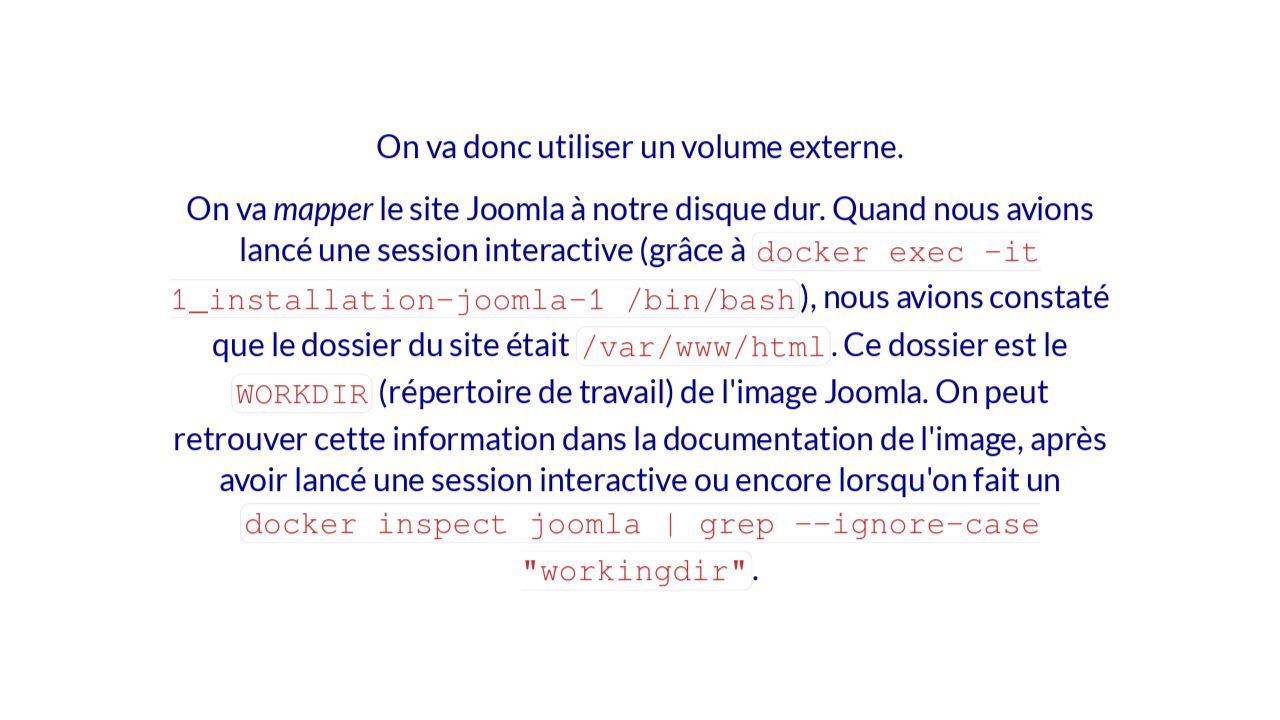 On va donc utiliser un volume externe.
On va mapper le site Joomla à notre disque dur. Quand nous avions
lancé une session interactive (grâce à docker exec -it
1_installation-joomla-1 /bin/bash), nous avions constaté
que le dossier du site était /var/www/html. Ce dossier est le
WORKDIR (répertoire de travail) de l'image Joomla. On peut
retrouver cette information dans la documentation de l'image, après
avoir lancé une session interactive ou encore lorsqu'on fait un
docker inspect joomla | grep --ignore-case
"workingdir".